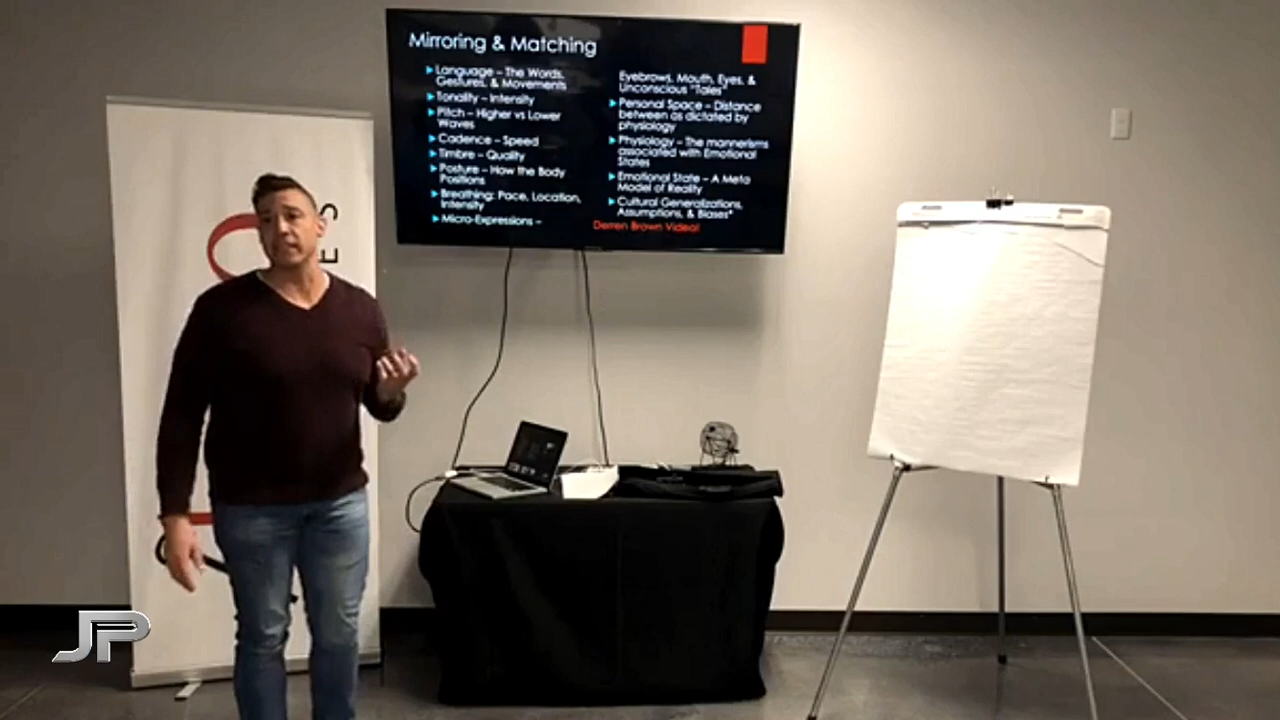 Mirroring & Matching
Language – The Words,
Gestures, & Movements
Tonality – Intensity
Pitch – Higher vs Lower
Waves
Cadence – Speed
Timbre – Quality
Posture – How the Body
Positions
Breathing: Pace, Location,
Intensity
Micro-Expressions –
Eyebrows, Mouth, Eyes, &
Unconscious "Tales"
Personal Space – Distance
between as dictated by
physiology
Physiology – The mannerisms
associated with Emotional
States
Emotional State – A Meta
Model of Reality
Cultural Generalizations,
Assumptions, & Biases*
Derren Brown Video!
JP